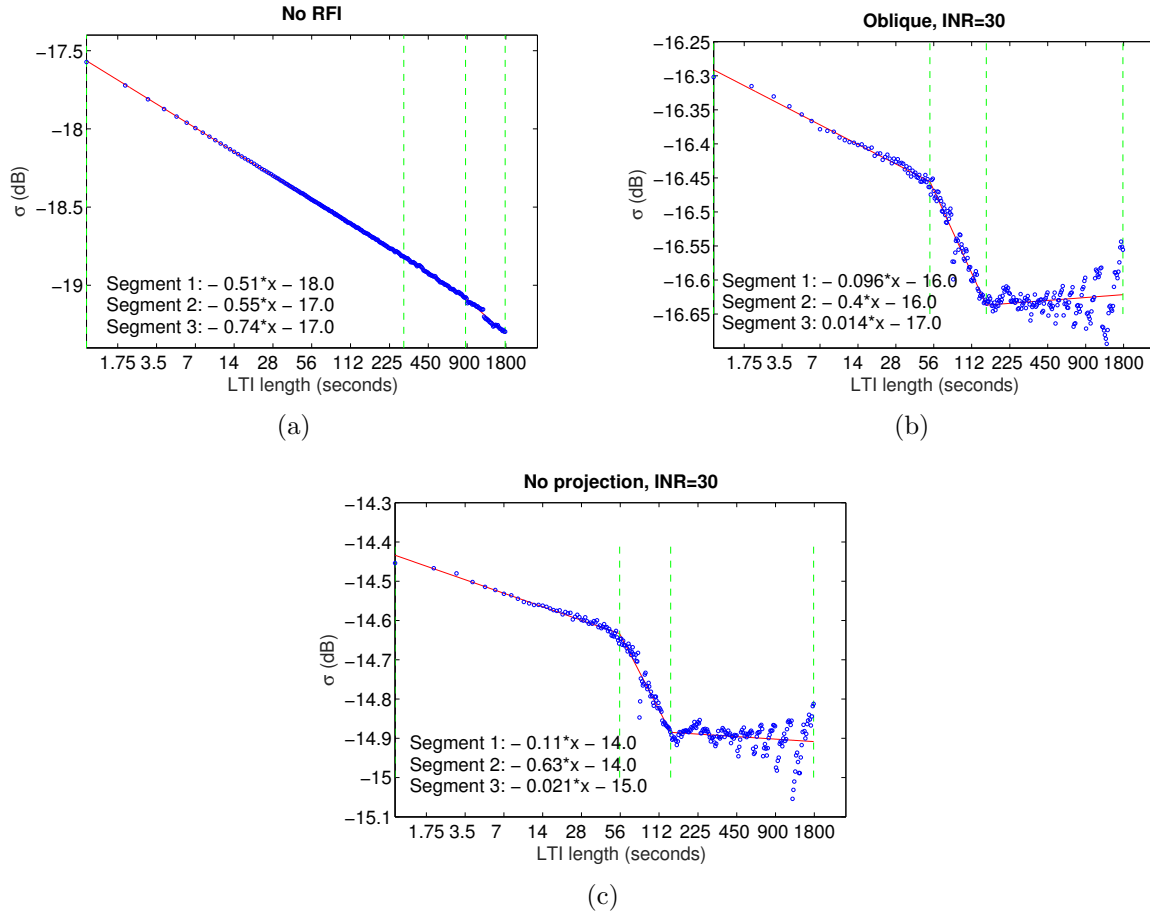 No RFI
−17.5
−18
−18.5
−19
σ (dB)
Segment 1: − 0.51*x − 18.0
Segment 2: − 0.55*x − 17.0
Segment 3: − 0.74*x − 17.0
1.75 3.5 7 14 28 56 112 225 450 900 1800
LTI length (seconds)
(a)
Oblique, INR=30
−16.25
−16.3
−16.35
−16.4
−16.45
−16.5
−16.55
−16.6
−16.65
σ (dB)
Segment 1: − 0.096*x − 16.0
Segment 2: − 0.4*x − 16.0
Segment 3: 0.014*x − 17.0
1.75 3.5 7 14 28 56 112 225 450 900 1800
LTI length (seconds)
(b)
No projection, INR=30
−14.3
−14.4
−14.5
−14.6
−14.7
−14.8
−14.9
−15
−15.1
σ (dB)
Segment 1: − 0.11*x − 14.0
Segment 2: − 0.63*x − 14.0
Segment 3: − 0.021*x − 15.0
1.75 3.5 7 14 28 56 112 225 450 900 1800
LTI length (seconds)
(c)